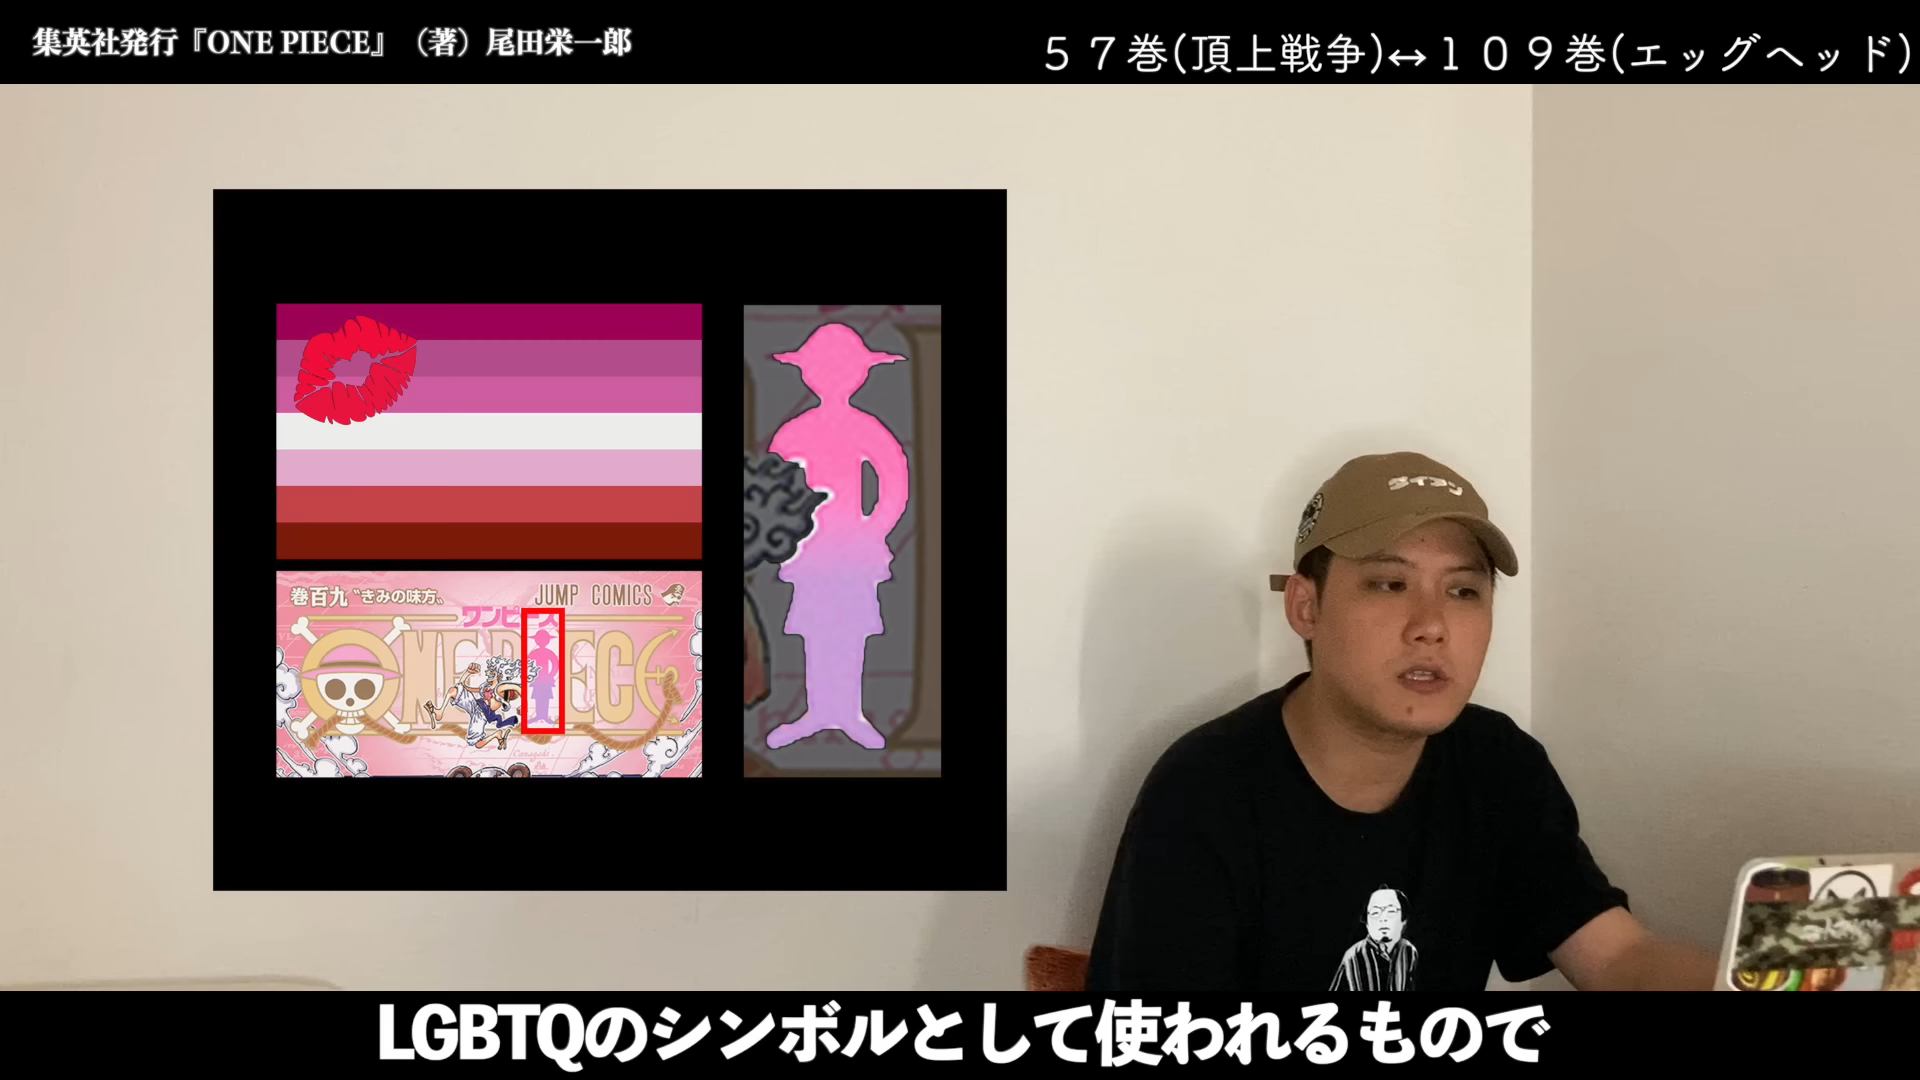 集英社発行『ONE PIECE』（著）尾田栄一郎
５７巻(頂上戦争)↔１０９巻(エッグヘッド)
巻百九〝きみの味方〟
JUMP COMICS
ワンピース
ONE PIECE
LGBTQのシンボルとして使われるもので